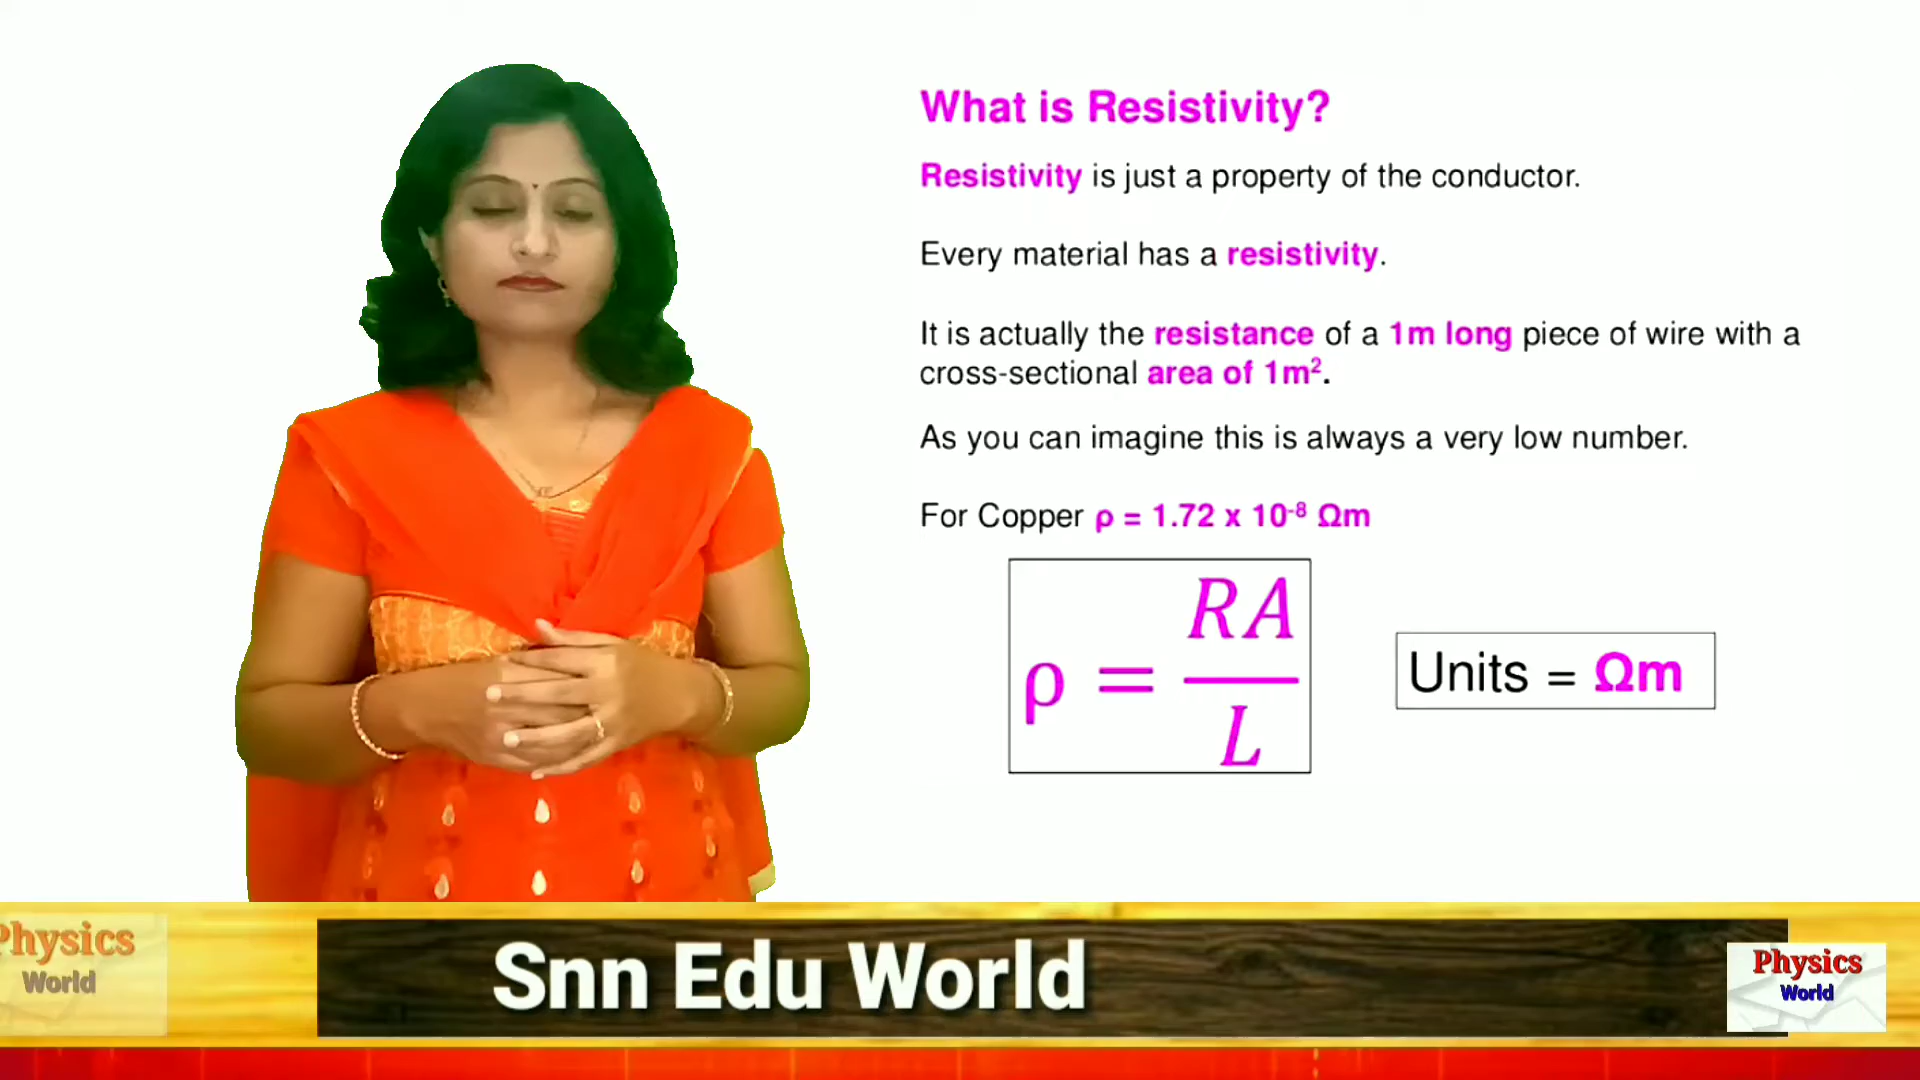 What is Resistivity?
Resistivity is just a property of the conductor.
Every material has a resistivity.
It is actually the resistance of a 1m long piece of wire with a
cross-sectional area of 1m².
As you can imagine this is always a very low number.
For Copper ρ = 1.72 x 10⁻⁸ Ωm
ρ = RA / L
Units = Ωm
Physics
World
Snn Edu World
Physics
World